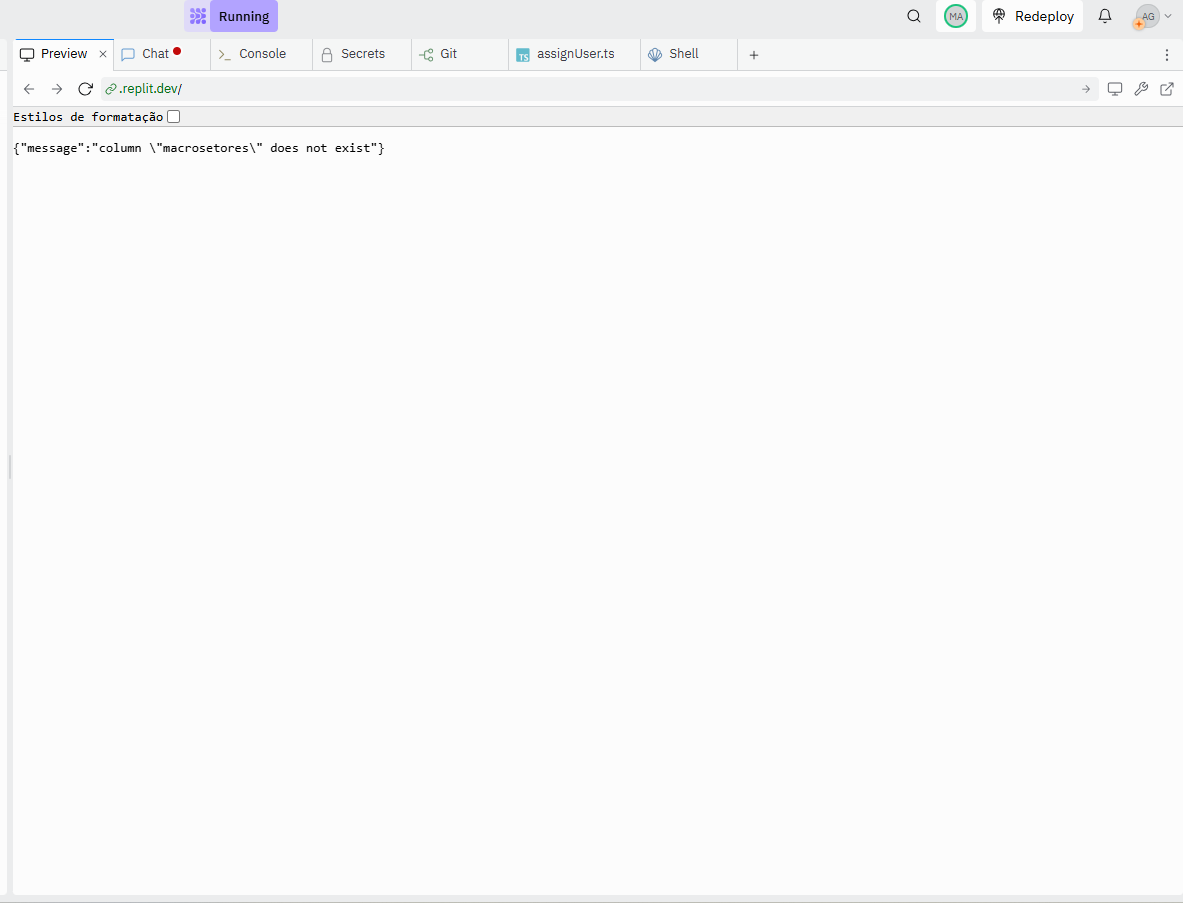 Running
MA
Redeploy
AG
Preview
Chat
Console
Secrets
Git
TS assignUser.ts
Shell
.replit.dev/
Estilos de formatação
{"message":"column \"macrosetores\" does not exist"}